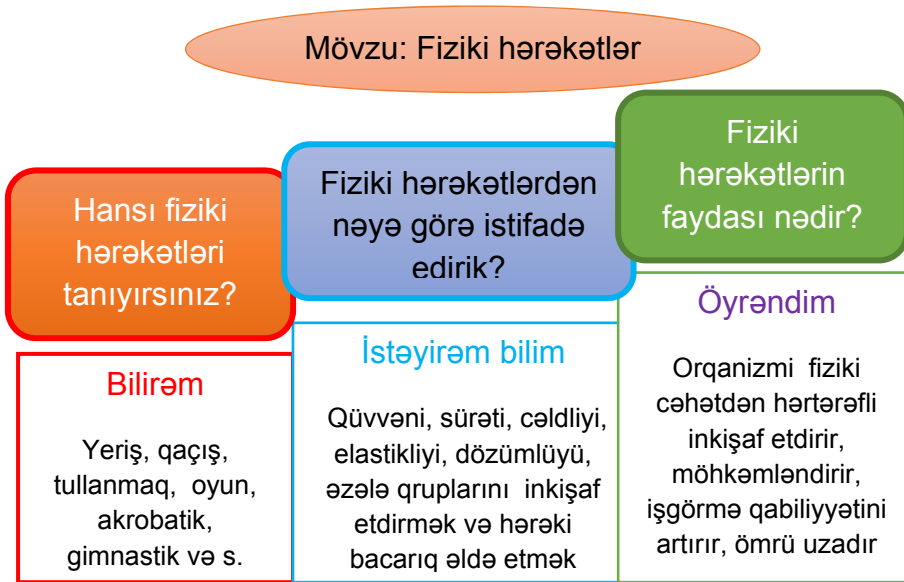 Mövzu: Fiziki hərəkətlər
Hansı fiziki
hərəkətləri
tanıyırsınız?
Bilirəm
Yeriş, qaçış,
tullanmaq, oyun,
akrobatik,
gimnastik və s.
Fiziki hərəkətlərdən
nəyə görə istifadə
edirik?
İstəyirəm bilim
Qüvvəni, sürəti, cəldliyi,
elastikliyi, dözümlüyü,
əzələ qruplarını inkişaf
etdirmək və hərəki
bacarıq əldə etmək
Fiziki
hərəkətlərin
faydası nədir?
Öyrəndim
Orqanizmi fiziki
cəhətdən hərtərəfli
inkişaf etdirir,
möhkəmləndirir,
işgörmə qabiliyyətini
artırır, ömrü uzadır